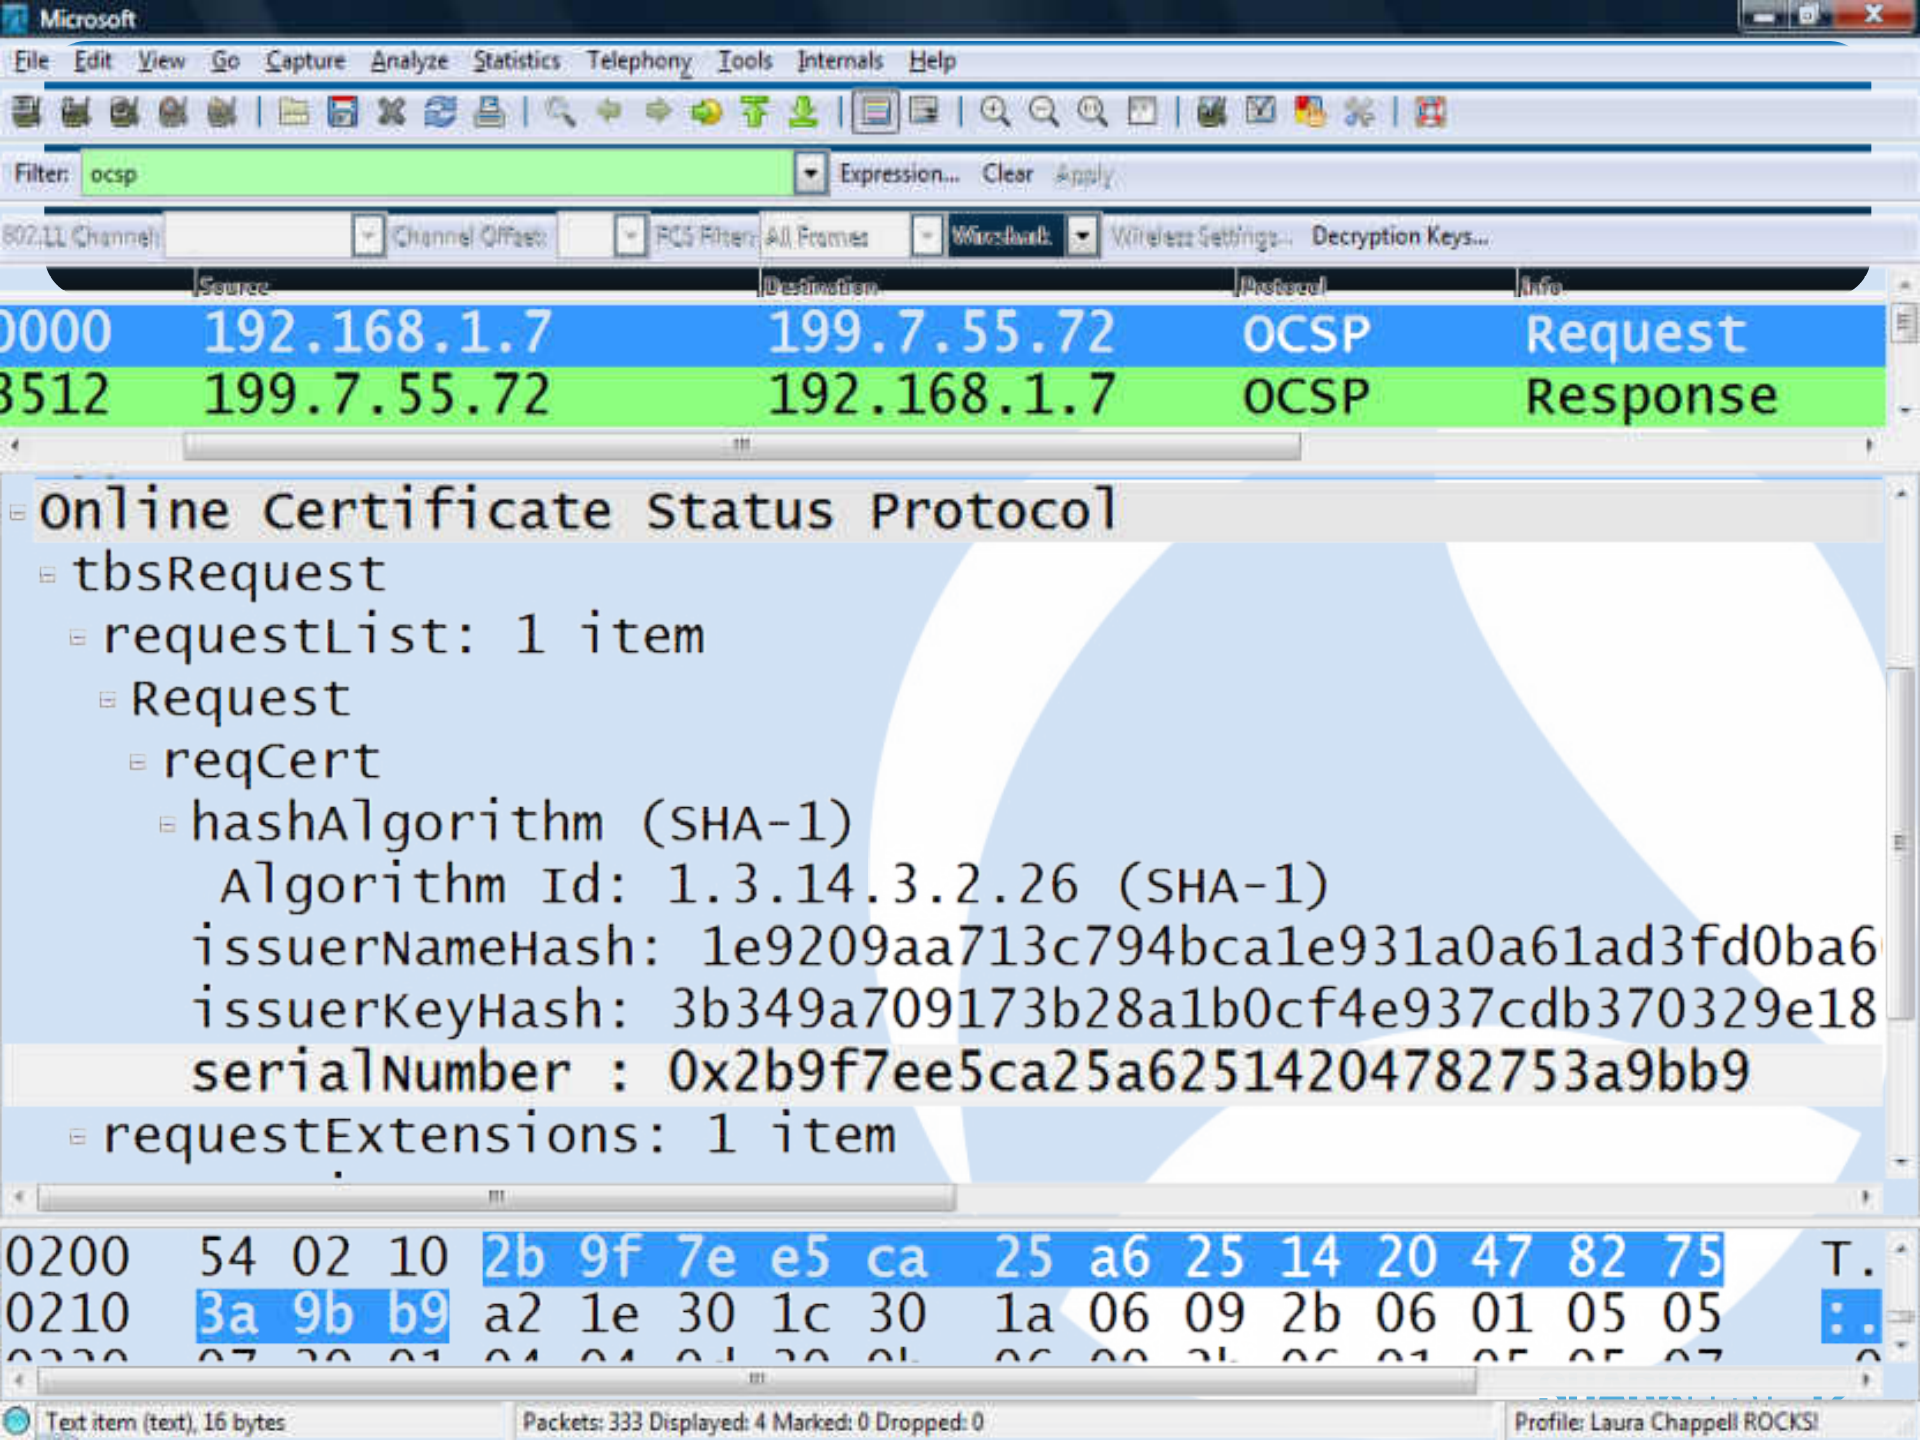 Microsoft
File Edit View Go Capture Analyze Statistics Telephony Tools Internals Help
Filter: ocsp Expression... Clear Apply
802.11 Channel: Channel Offset: FCS Filter: All Frames Wireshark Wireless Settings... Decryption Keys...
Source Destination Protocol Info
0000 192.168.1.7 199.7.55.72 OCSP Request
3512 199.7.55.72 192.168.1.7 OCSP Response
Online Certificate Status Protocol
tbsRequest
requestList: 1 item
Request
reqCert
hashAlgorithm (SHA-1)
Algorithm Id: 1.3.14.3.2.26 (SHA-1)
issuerNameHash: 1e9209aa713c794bca1e931a0a61ad3fd0ba6
issuerKeyHash: 3b349a709173b28a1b0cf4e937cdb370329e18
serialNumber : 0x2b9f7ee5ca25a62514204782753a9bb9
requestExtensions: 1 item
0200 54 02 10 2b 9f 7e e5 ca 25 a6 25 14 20 47 82 75 T.
0210 3a 9b b9 a2 1e 30 1c 30 1a 06 09 2b 06 01 05 05 :.
Text item (text), 16 bytes Packets: 333 Displayed: 4 Marked: 0 Dropped: 0 Profile: Laura Chappell ROCKS!